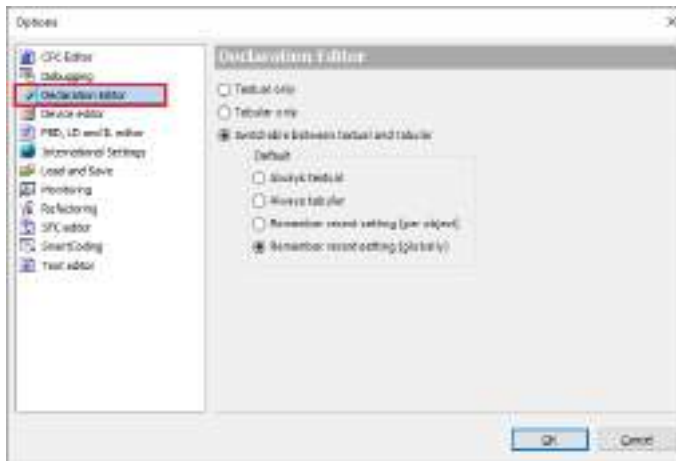 Options
CFC Editor
Debugging
Declaration Editor
Device editor
FBD, LD and IL editor
International Settings
Load and Save
Monitoring
Refactoring
SFC editor
SmartCoding
Text editor
Declaration Editor
Textual only
Tabular only
Switchable between textual and tabular
Default
Always textual
Always tabular
Remember recent setting (per object)
Remember recent setting (globally)
OK
Cancel